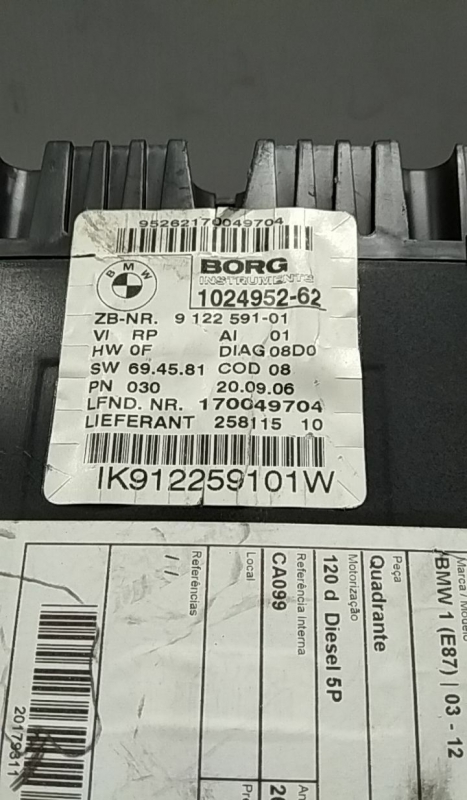 95262170049704
BMW
BORG
INSTRUMENTS
1024952-62
ZB-NR. 9 122 591-01
VI RP AI 01
HW 0F DIAG 08D0
SW 69.45.81 COD 08
PN 030 20.09.06
LFND. NR. 170049704
LIEFERANT 258115 10
IK912259101W
Marca / Modelo
BMW 1 (E87) | 03 - 12
Peça
Quadrante
Motorização
120 d Diesel 5P
Referência Interna
CA099
Local
Referências
/ /
20179811